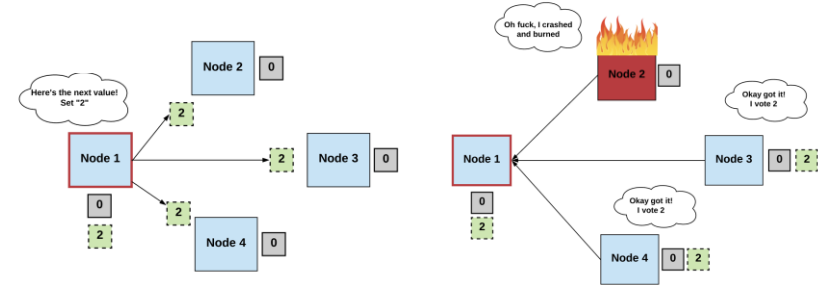 Here's the next value!
Set "2"
Node 2
0
2
Node 1
2
Node 3
0
0
2
2
Node 4
0
Oh fuck, I crashed
and burned
Node 2
0
Okay got it!
I vote 2
Node 1
Node 3
0
2
0
2
Okay got it!
I vote 2
Node 4
0
2